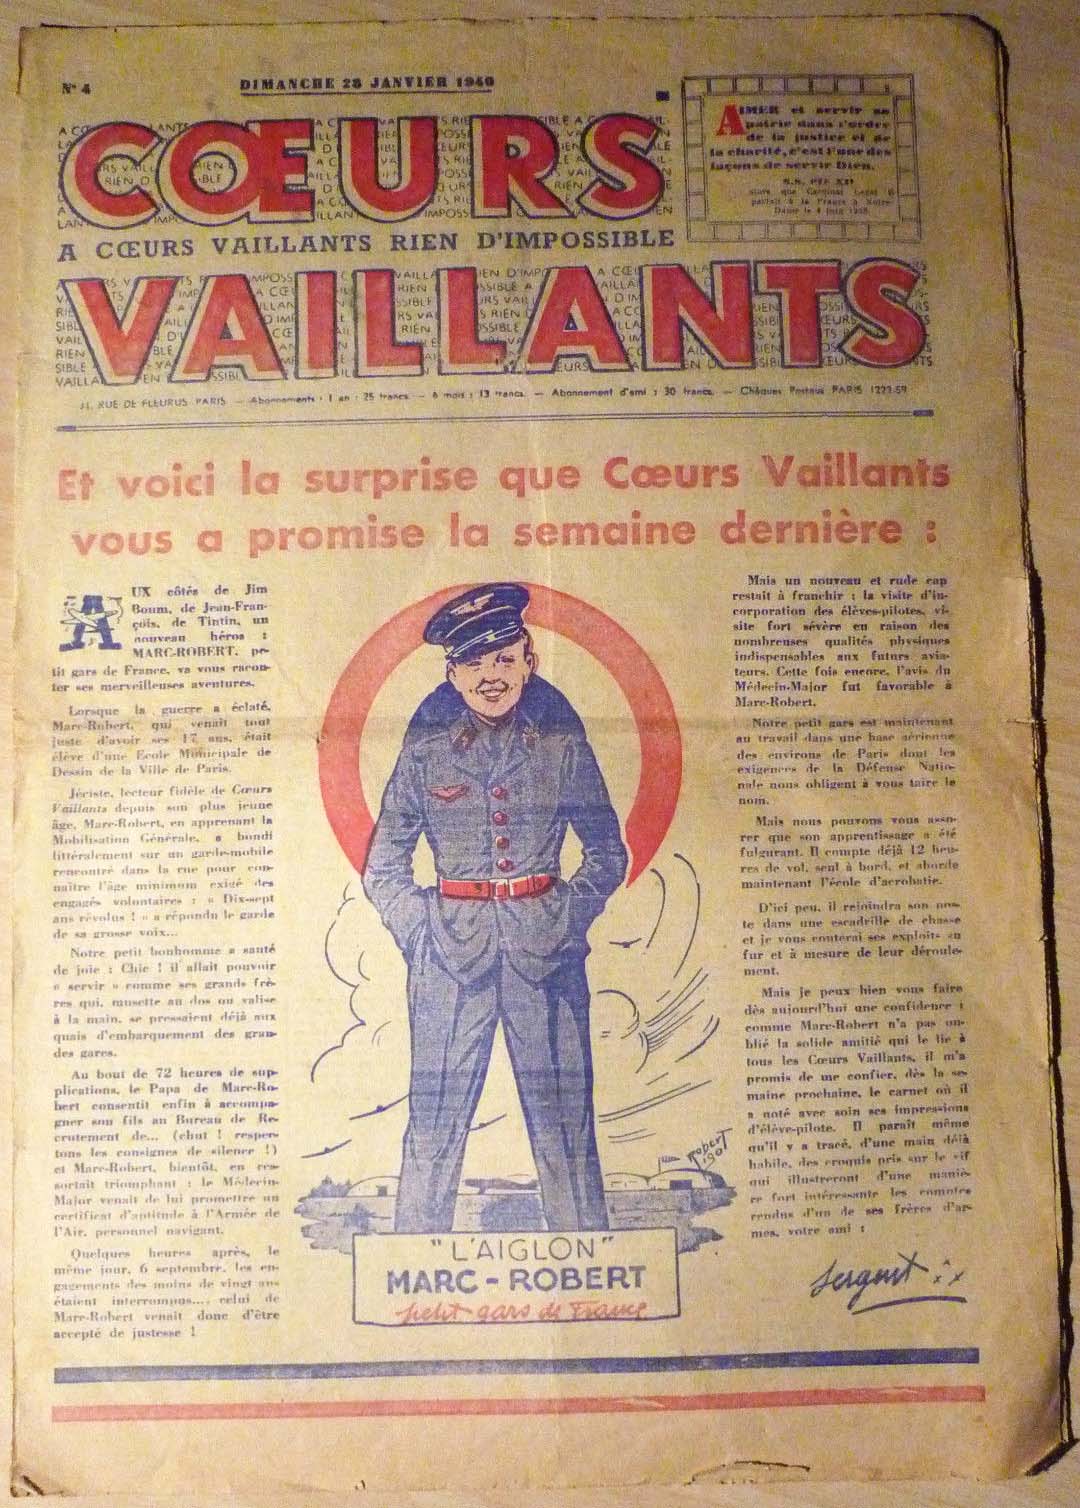 N° 4
DIMANCHE 28 JANVIER 1940
CŒURS
A CŒURS VAILLANTS RIEN D'IMPOSSIBLE
VAILLANTS
AIMER et servir sa
patrie dans l'ordre
de la justice et de
la charité, c'est l'une des
façons de servir Dieu.
S.S. PIE XII
alors que Cardinal Légat il
parlait à la France à Notre-
Dame le 4 juin 1938.
31, RUE DE FLEURUS PARIS — Abonnements : 1 an : 25 francs. — 6 mois : 13 francs. — Abonnement d'ami : 30 francs. — Chèques Postaux PARIS 1223-59
Et voici la surprise que Cœurs Vaillants
vous a promise la semaine dernière :
AUX côtés de Jim
Boum, de Jean-Fran-
çois, de Tintin, un
nouveau héros :
MARC-ROBERT, pe-
tit gars de France, va vous racon-
ter ses merveilleuses aventures.
Lorsque la guerre a éclaté,
Marc-Robert, qui venait tout
juste d'avoir ses 17 ans, était
élève d'une Ecole Municipale de
Dessin de la Ville de Paris.
Jéciste, lecteur fidèle de Cœurs
Vaillants depuis son plus jeune
âge, Marc-Robert, en apprenant la
Mobilisation Générale, a bondi
littéralement sur un garde-mobile
rencontré dans la rue pour con-
naître l'âge minimum exigé des
engagés volontaires : « Dix-sept
ans révolus ! » a répondu le garde
de sa grosse voix...
Notre petit bonhomme a sauté
de joie : Chic ! il allait pouvoir
« servir » comme ses grands frè-
res qui, musette au dos ou valise
à la main, se pressaient déjà aux
quais d'embarquement des gran-
des gares.
Au bout de 72 heures de sup-
plications, le Papa de Marc-Ro-
bert consentit enfin à accompa-
gner son fils au Bureau de Re-
crutement de... (chut ! respec-
tons les consignes de silence !)
et Marc-Robert, bientôt, en res-
sortait triomphant : le Médecin-
Major venait de lui promettre un
certificat d'aptitude à l'Armée de
l'Air, personnel navigant.
Quelques heures après, le
même jour, 6 septembre, les en-
gagements des moins de vingt ans
étaient interrompus..., celui de
Marc-Robert venait donc d'être
accepté de justesse !
Robert
Rigot
"L'AIGLON"
MARC-ROBERT
petit gars de France
Mais un nouveau et rude cap
restait à franchir : la visite d'in-
corporation des élèves-pilotes, vi-
site fort sévère en raison des
nombreuses qualités physiques
indispensables aux futurs avia-
teurs. Cette fois encore, l'avis du
Médecin-Major fut favorable à
Marc-Robert.
Notre petit gars est maintenant
au travail dans une base aérienne
des environs de Paris dont les
exigences de la Défense Natio-
nale nous obligent à vous taire le
nom.
Mais nous pouvons vous assu-
rer que son apprentissage a été
fulgurant. Il compte déjà 12 heu-
res de vol, seul à bord, et aborde
maintenant l'école d'acrobatie.
D'ici peu, il rejoindra son pos-
te dans une escadrille de chasse
et je vous conterai ses exploits au
fur et à mesure de leur déroule-
ment.
Mais je peux bien vous faire
dès aujourd'hui une confidence :
comme Marc-Robert n'a pas ou-
blié la solide amitié qui le lie à
tous les Cœurs Vaillants, il m'a
promis de me confier, dès la se-
maine prochaine, le carnet où il
a noté avec soin ses impressions
d'élève-pilote. Il paraît même
qu'il y a tracé, d'une main déjà
habile, des croquis pris sur le vif
qui illustreront d'une maniè-
re fort intéressante les comptes
rendus d'un de ses frères d'ar-
mes, votre ami :
Sergent X X